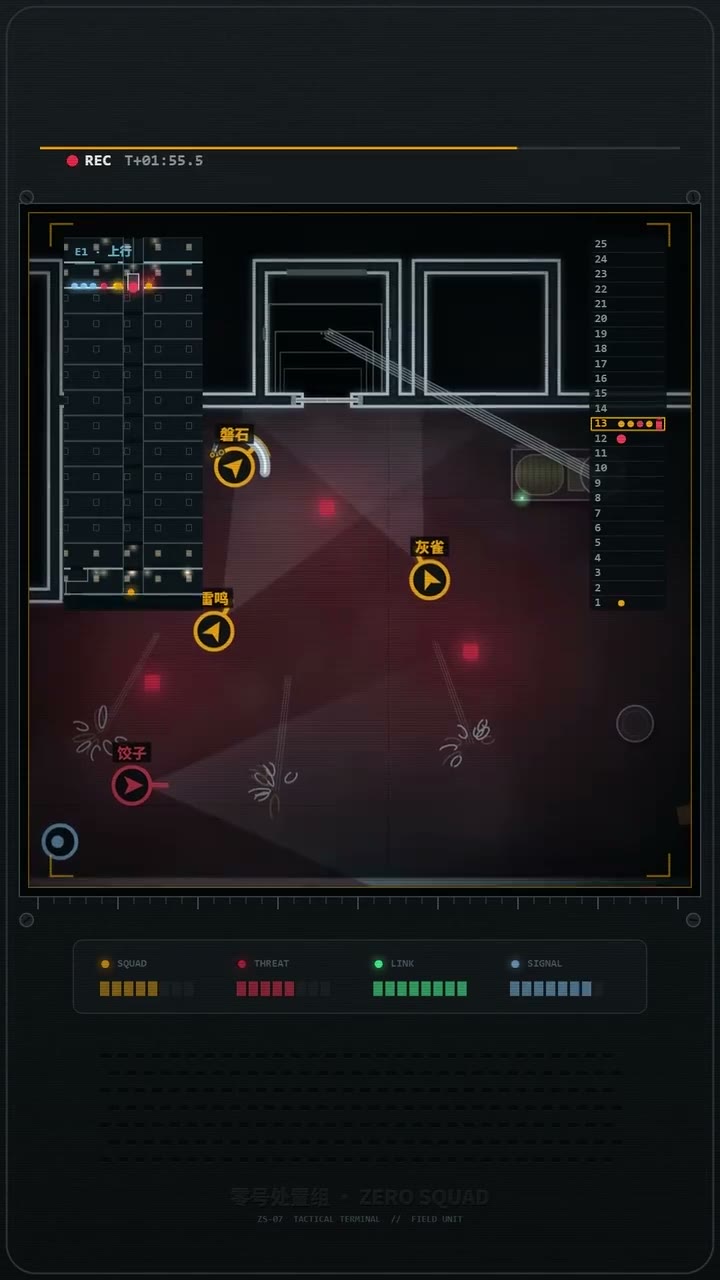 REC T+01:55.5
E1 · 上行
25
24
23
22
21
20
19
18
17
16
15
14
13
12
11
10
9
8
7
6
5
4
3
2
1
磐石
灰雀
雷鸣
饺子
SQUAD
THREAT
LINK
SIGNAL
零号处置组 · ZERO SQUAD
ZS-07 TACTICAL TERMINAL // FIELD UNIT